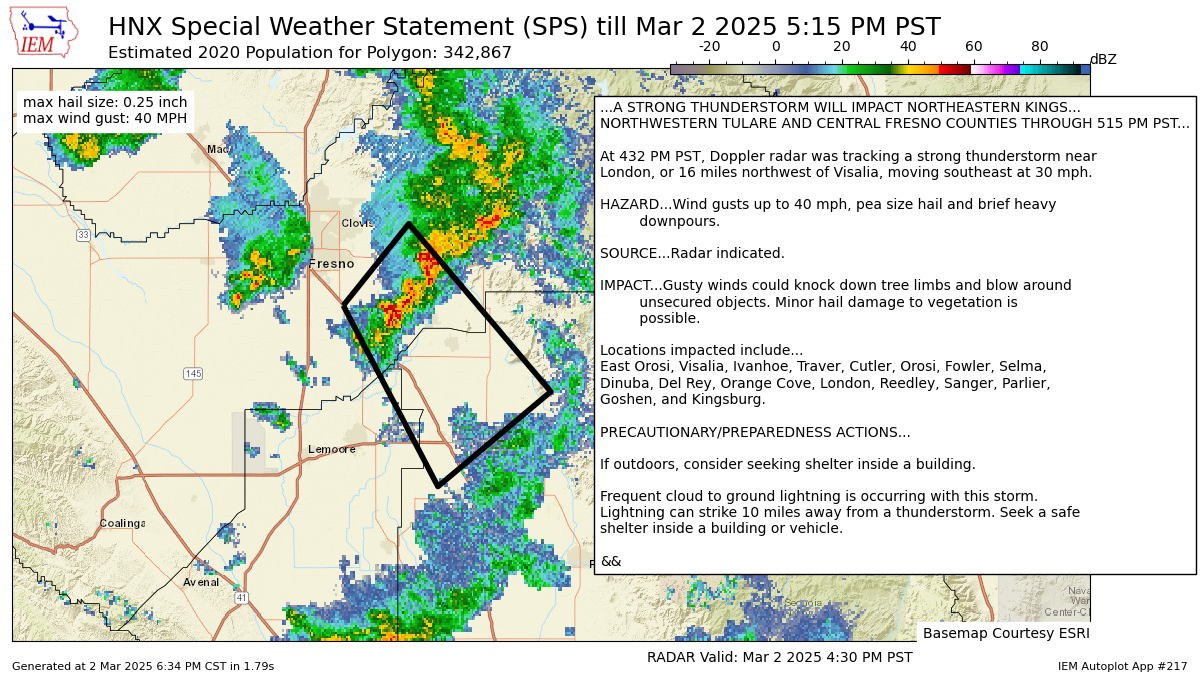 IEM
HNX Special Weather Statement (SPS) till Mar 2 2025 5:15 PM PST
Estimated 2020 Population for Polygon: 342,867
-20 0 20 40 60 80
dBZ
max hail size: 0.25 inch
max wind gust: 40 MPH
...A STRONG THUNDERSTORM WILL IMPACT NORTHEASTERN KINGS...
NORTHWESTERN TULARE AND CENTRAL FRESNO COUNTIES THROUGH 515 PM PST...
At 432 PM PST, Doppler radar was tracking a strong thunderstorm near
London, or 16 miles northwest of Visalia, moving southeast at 30 mph.
HAZARD...Wind gusts up to 40 mph, pea size hail and brief heavy
downpours.
SOURCE...Radar indicated.
IMPACT...Gusty winds could knock down tree limbs and blow around
unsecured objects. Minor hail damage to vegetation is
possible.
Locations impacted include...
East Orosi, Visalia, Ivanhoe, Traver, Cutler, Orosi, Fowler, Selma,
Dinuba, Del Rey, Orange Cove, London, Reedley, Sanger, Parlier,
Goshen, and Kingsburg.
PRECAUTIONARY/PREPAREDNESS ACTIONS...
If outdoors, consider seeking shelter inside a building.
Frequent cloud to ground lightning is occurring with this storm.
Lightning can strike 10 miles away from a thunderstorm. Seek a safe
shelter inside a building or vehicle.
&&
Mad
Clovis
33
Fresno
145
Lemoore
Coalinga
Avenal
41
P
Sequoia
Nava
Center-C
Basemap Courtesy ESRI
RADAR Valid: Mar 2 2025 4:30 PM PST
Generated at 2 Mar 2025 6:34 PM CST in 1.79s
IEM Autoplot App #217